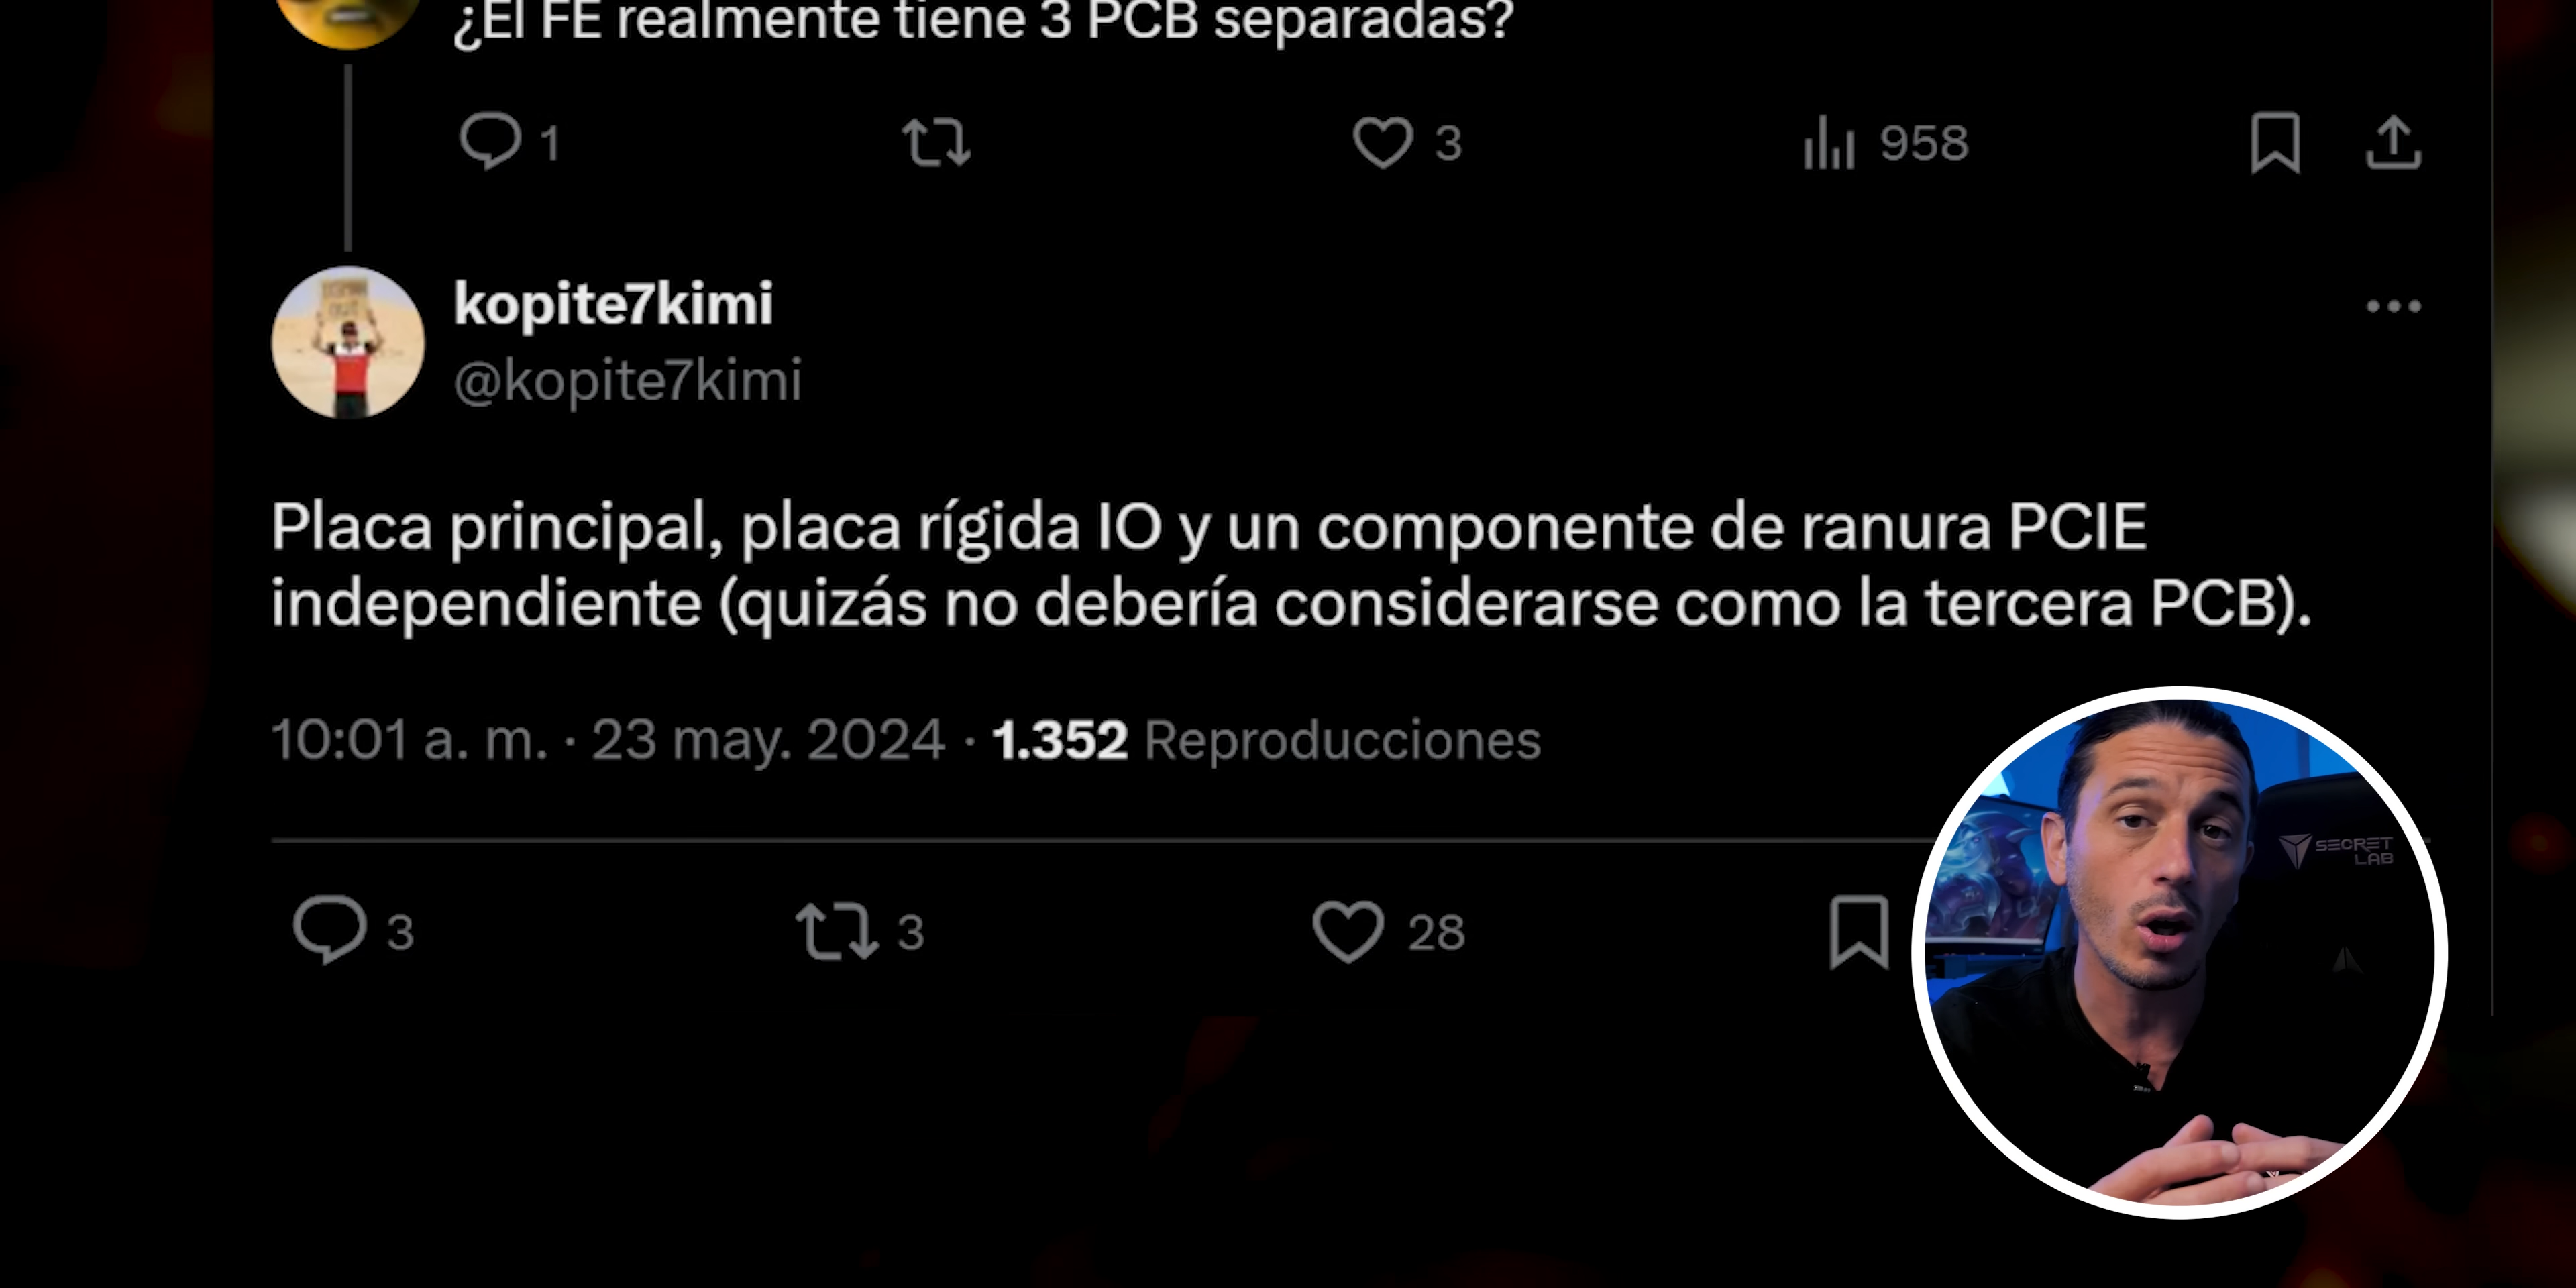 ¿El FE realmente tiene 3 PCB separadas?
1 3 958
kopite7kimi
@kopite7kimi
Placa principal, placa rígida IO y un componente de ranura PCIE
independiente (quizás no debería considerarse como la tercera PCB).
10:01 a. m. · 23 may. 2024 · 1.352 Reproducciones
3 3 28
SECRET
LAB